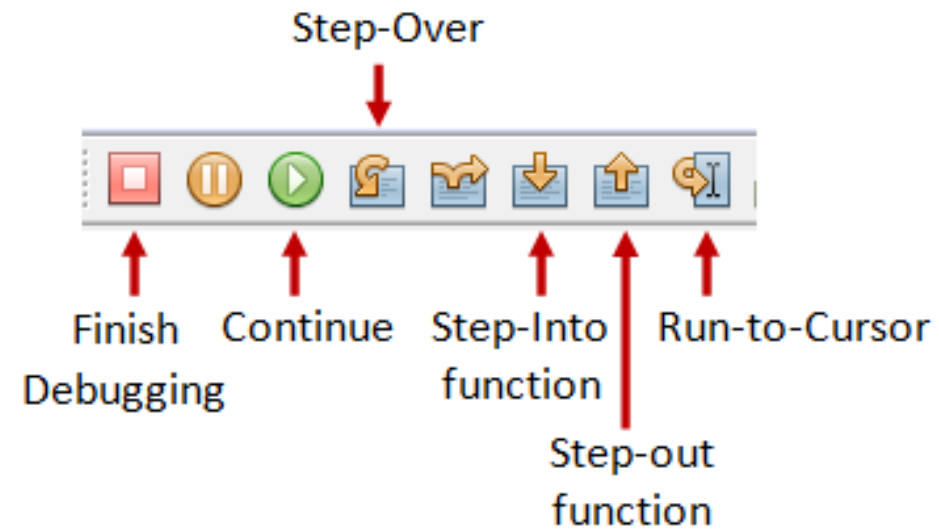 Step-Over
Finish
Debugging
Continue
Step-Into
function
Run-to-Cursor
Step-out
function